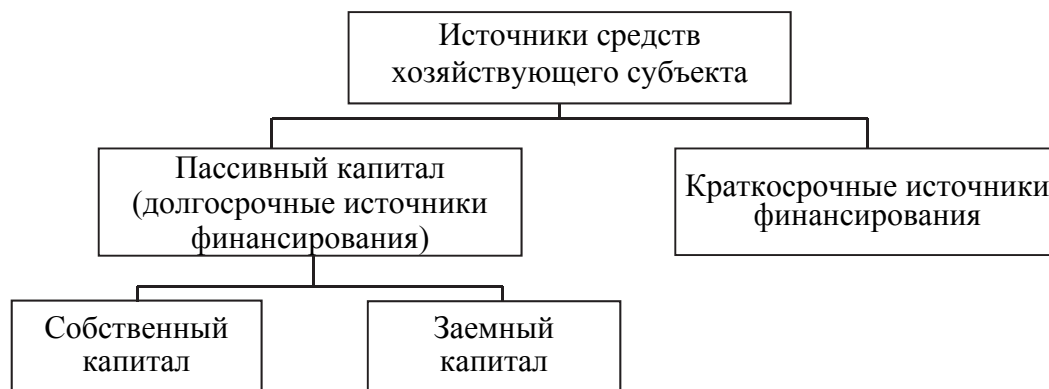 Источники средств
хозяйствующего субъекта
Пассивный капитал
(долгосрочные источники
финансирования)
Краткосрочные источники
финансирования
Собственный
капитал
Заемный
капитал